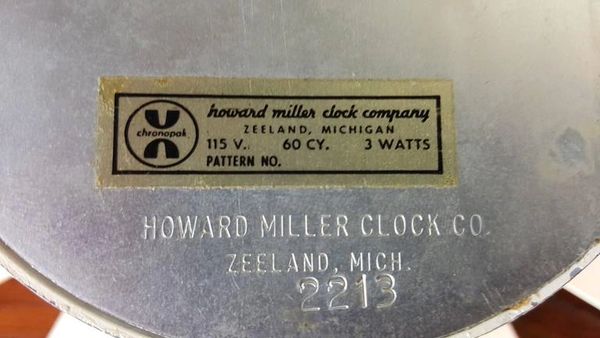 chronopak
howard miller clock company
ZEELAND, MICHIGAN
115 V. 60 CY. 3 WATTS
PATTERN NO.
HOWARD MILLER CLOCK CO.
ZEELAND, MICH.
2213